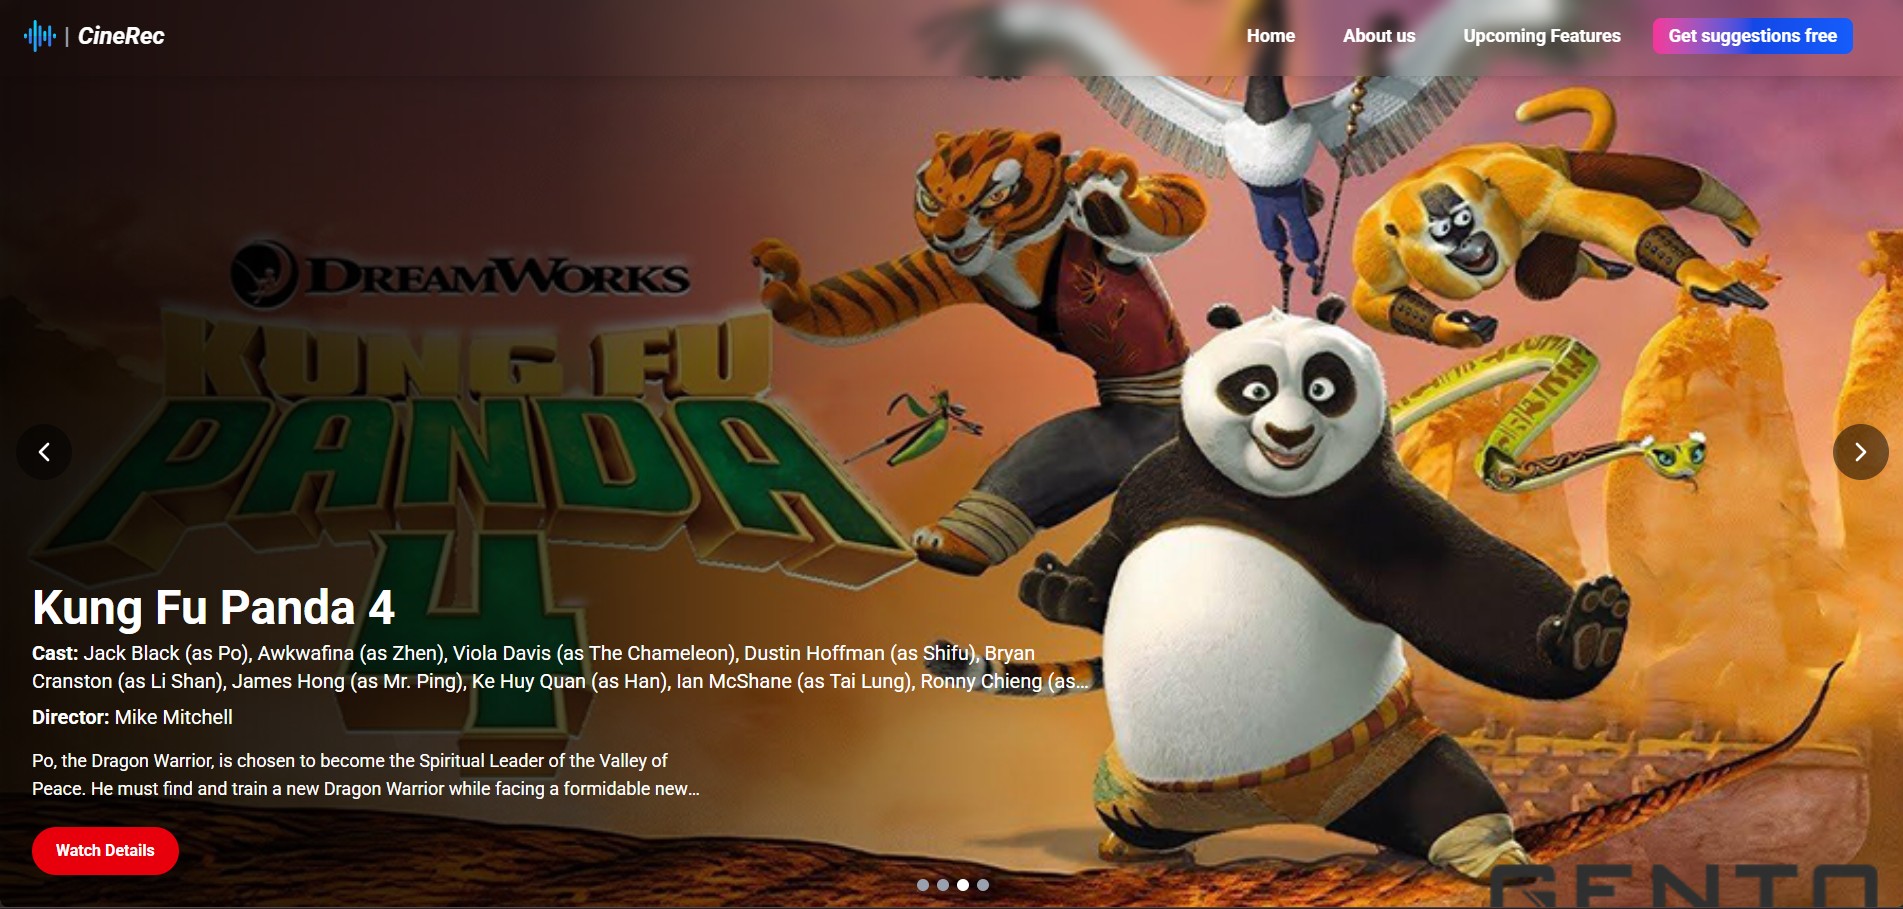 | CineRec
Home
About us
Upcoming Features
Get suggestions free
DREAMWORKS
KUNG FU
PANDA
4
Kung Fu Panda 4
Cast: Jack Black (as Po), Awkwafina (as Zhen), Viola Davis (as The Chameleon), Dustin Hoffman (as Shifu), Bryan
Cranston (as Li Shan), James Hong (as Mr. Ping), Ke Huy Quan (as Han), Ian McShane (as Tai Lung), Ronny Chieng (as...
Director: Mike Mitchell
Po, the Dragon Warrior, is chosen to become the Spiritual Leader of the Valley of
Peace. He must find and train a new Dragon Warrior while facing a formidable new...
Watch Details